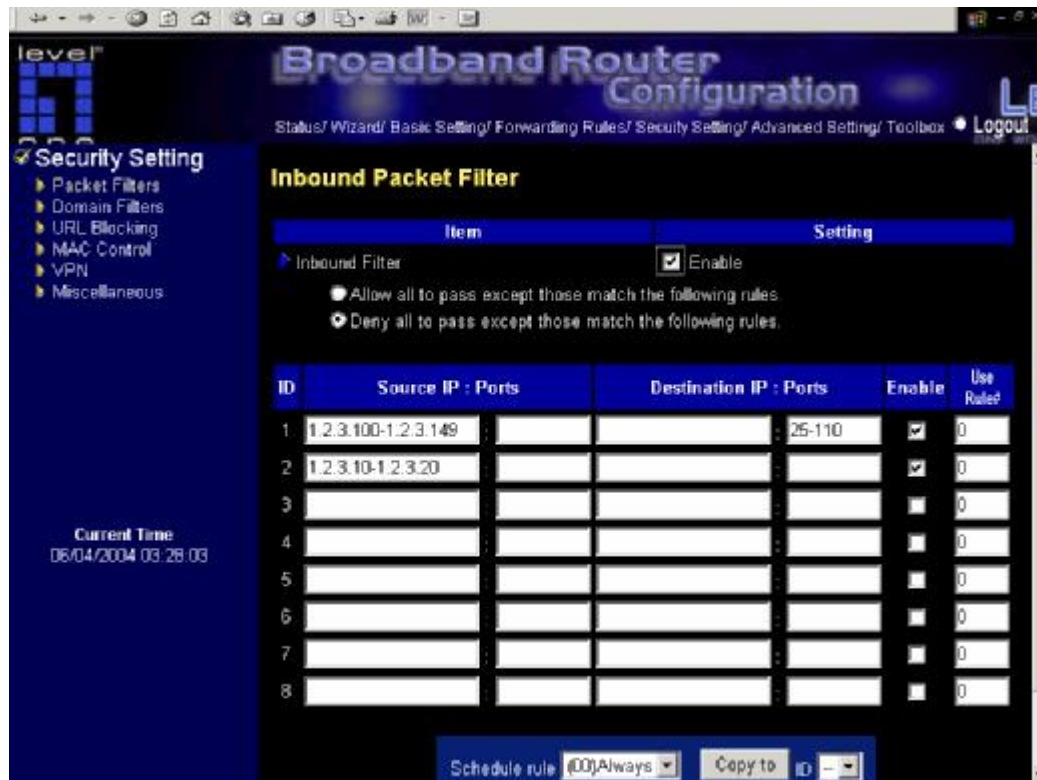 level
Broadband Router
Configuration
Status/ Wizard/ Basic Setting/ Forwarding Rules/ Security Setting/ Advanced Setting/ Toolbox Logout
Security Setting
Packet Filters
Domain Filters
URL Blocking
MAC Control
VPN
Miscellaneous
Current Time
06/04/2004 03:28:03
Inbound Packet Filter
Item Setting
Inbound Filter Enable
Allow all to pass except those match the following rules.
Deny all to pass except those match the following rules.
ID Source IP : Ports Destination IP : Ports Enable Use Rule#
1 1.2.3.100-1.2.3.149 : : 25-110 0
2 1.2.3.10-1.2.3.20 : : 0
3 : : 0
4 : : 0
5 : : 0
6 : : 0
7 : : 0
8 : : 0
Schedule rule (00)Always Copy to ID --